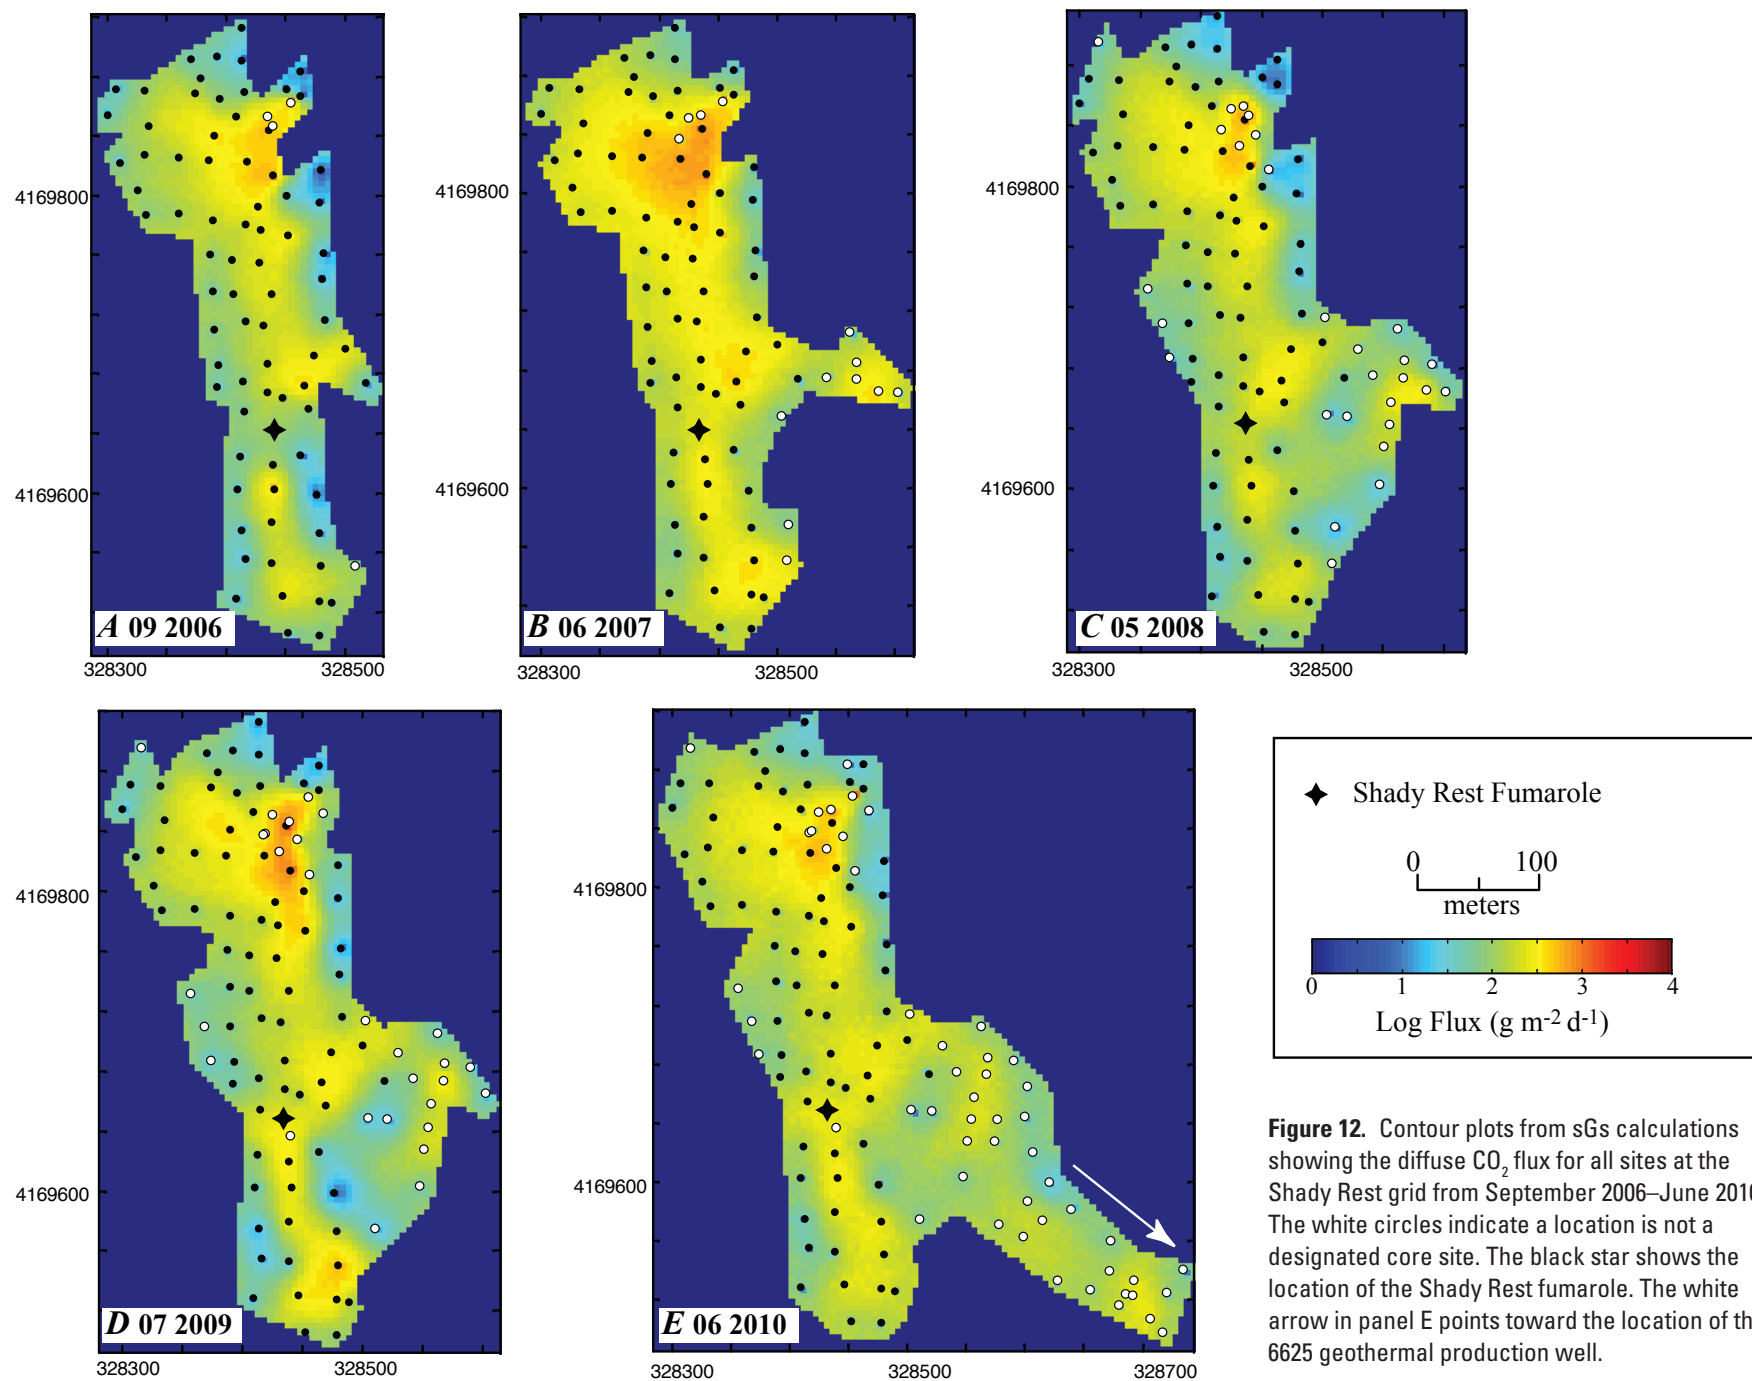 4169800
4169600
A 09 2006
328300
328500
4169800
4169600
B 06 2007
328300
328500
4169800
4169600
C 05 2008
328300
328500
4169800
4169600
D 07 2009
328300
328500
4169800
4169600
E 06 2010
328300
328500
328700
Shady Rest Fumarole
0 100
meters
0 1 2 3 4
Log Flux (g m-2 d-1)
Figure 12. Contour plots from sGs calculations
showing the diffuse CO2 flux for all sites at the
Shady Rest grid from September 2006–June 2010
The white circles indicate a location is not a
designated core site. The black star shows the
location of the Shady Rest fumarole. The white
arrow in panel E points toward the location of th
6625 geothermal production well.